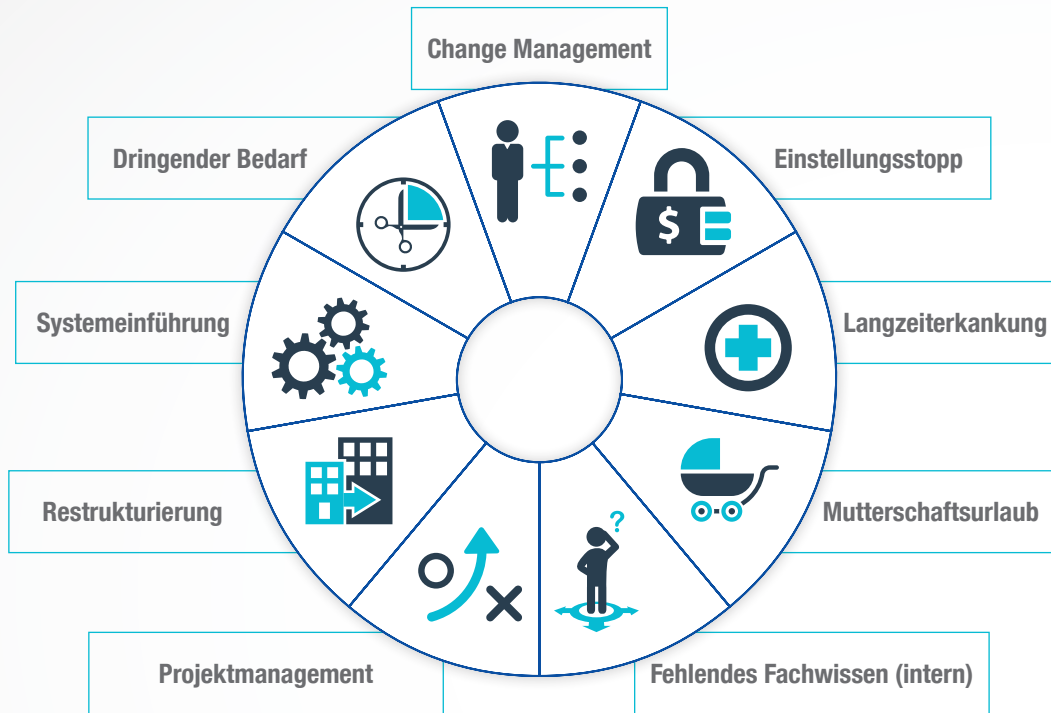 Change Management
Dringender Bedarf
Einstellungsstopp
Systemeinführung
$
Langzeiterkankung
Restrukturierung
Mutterschaftsurlaub
?
Projektmanagement
Fehlendes Fachwissen (intern)